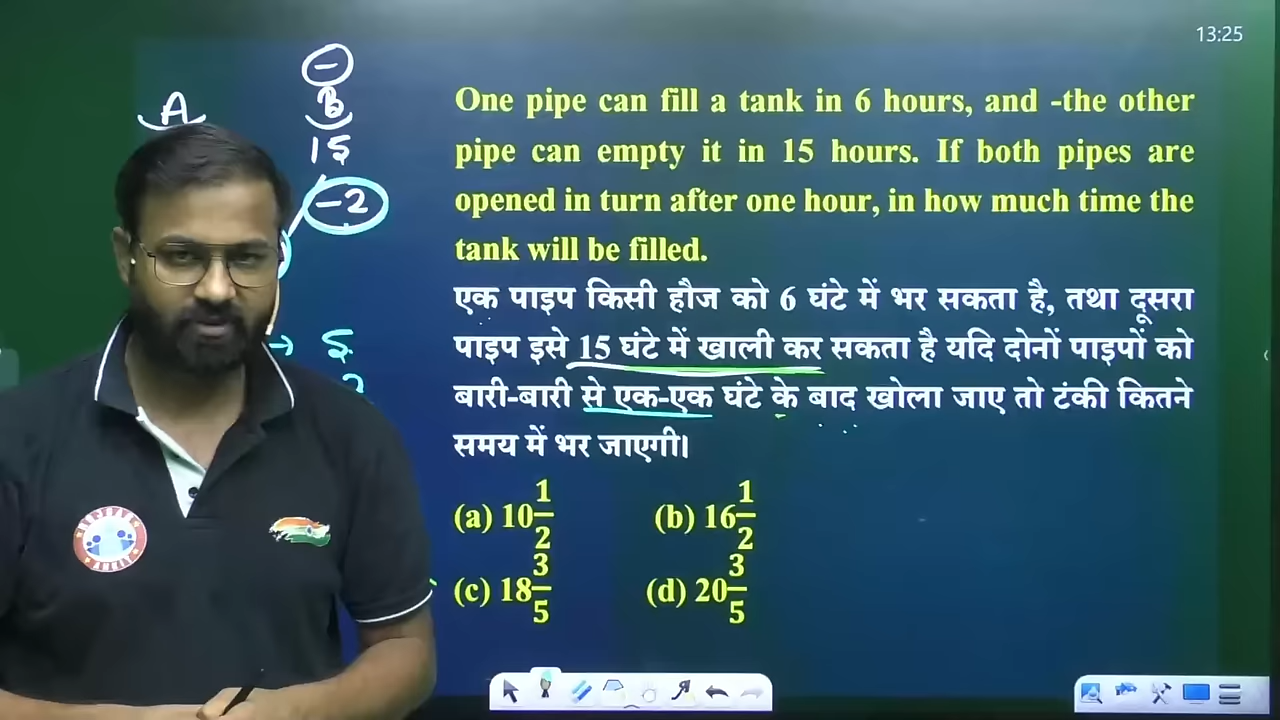 13:25
A
−
B
15
−2
→ 5
One pipe can fill a tank in 6 hours, and -the other
pipe can empty it in 15 hours. If both pipes are
opened in turn after one hour, in how much time the
tank will be filled.
एक पाइप किसी हौज को 6 घंटे में भर सकता है, तथा दूसरा
पाइप इसे 15 घंटे में खाली कर सकता है यदि दोनों पाइपों को
बारी-बारी से एक-एक घंटे के बाद खोला जाए तो टंकी कितने
समय में भर जाएगी।
(a) 10 1/2 (b) 16 1/2
(c) 18 3/5 (d) 20 3/5